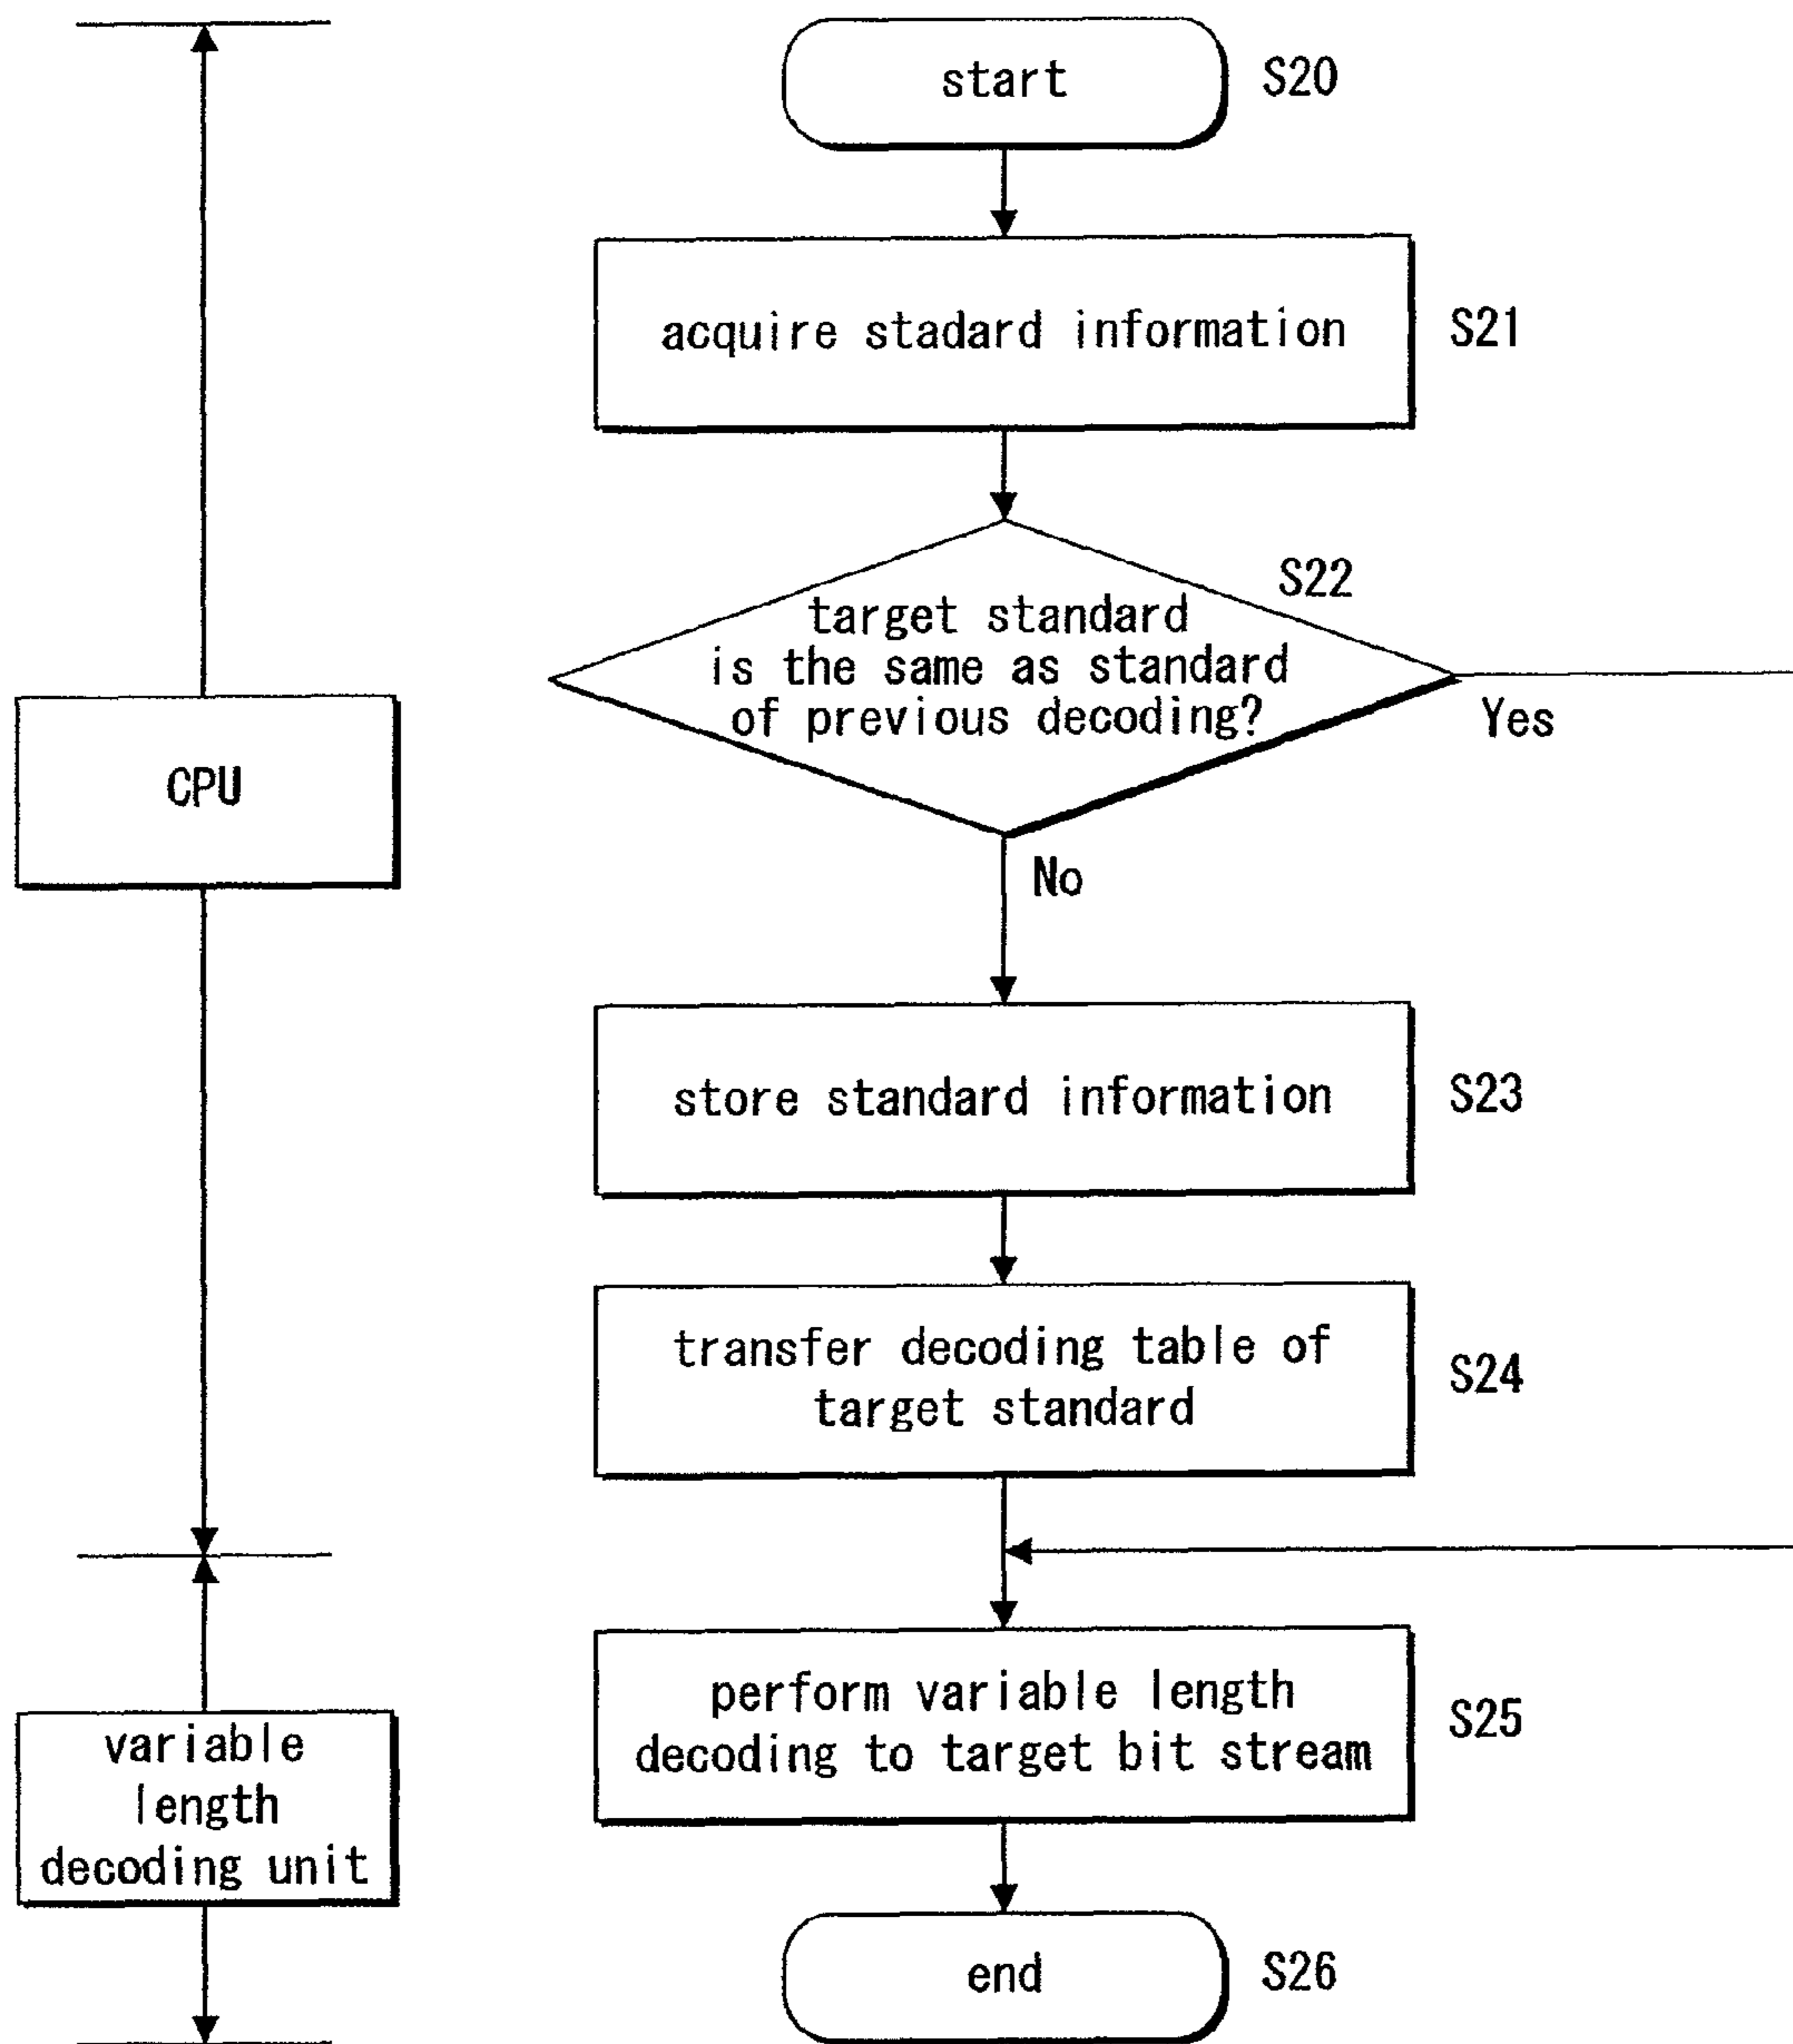 start
S20
acquire stadard information
S21
S22
target standard
is the same as standard
of previous decoding?
Yes
CPU
No
store standard information
S23
transfer decoding table of
target standard
S24
perform variable length
decoding to target bit stream
S25
variable
length
decoding unit
end
S26